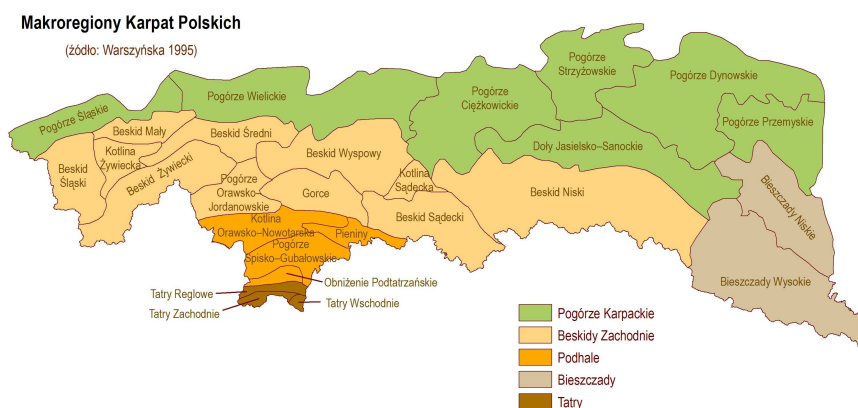 Makroregiony Karpat Polskich
(źódło: Warszyńska 1995)
Pogórze Śląskie
Pogórze Wielickie
Pogórze
Ciężkowickie
Pogórze
Strzyżowskie
Pogórze Dynowskie
Pogórze Przemyskie
Doły Jasielsko–Sanockie
Beskid Mały
Beskid Średni
Kotlina
Żywiecka
Beskid
Śląski
Beskid Żywiecki
Beskid Wyspowy
Kotlina
Sądecka
Pogórze
Orawsko–
Jordanowskie
Gorce
Beskid Sądecki
Beskid Niski
Kotlina
Orawsko–Nowotarska
Pieniny
Pogórze
Spisko–Gubałowskie
Obniżenie Podtatrzańskie
Tatry Reglowe
Tatry Zachodnie
Tatry Wschodnie
Bieszczady Niskie
Bieszczady Wysokie
Pogórze Karpackie
Beskidy Zachodnie
Podhale
Bieszczady
Tatry